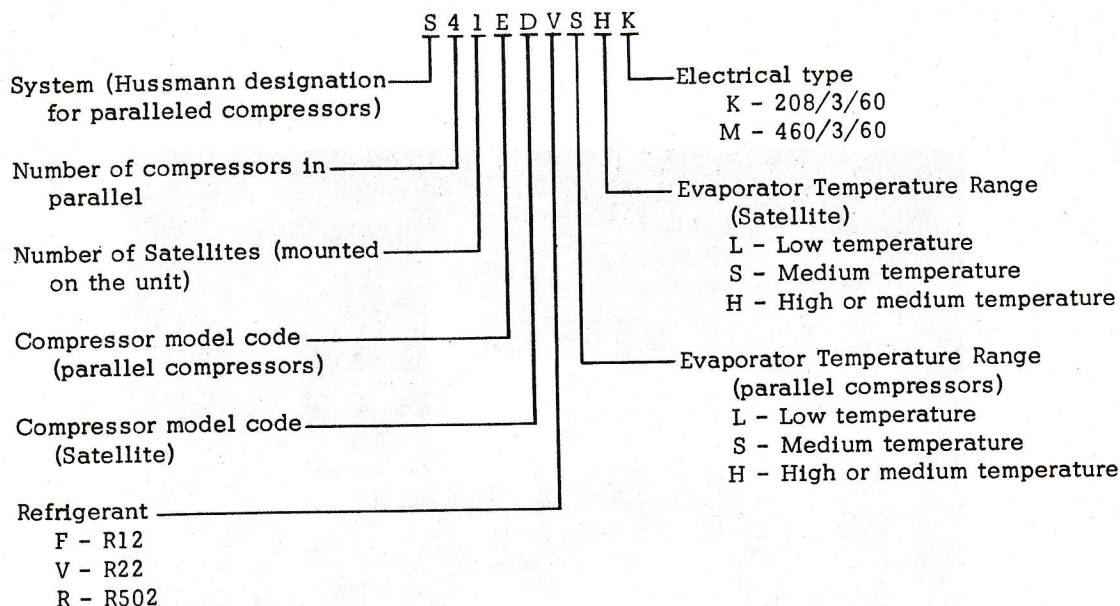 S 4 1 E D V S H K
System (Hussmann designation
for paralleled compressors)
Number of compressors in
parallel
Number of Satellites (mounted
on the unit)
Compressor model code
(parallel compressors)
Compressor model code
(Satellite)
Refrigerant
F - R12
V - R22
R - R502
Electrical type
K - 208/3/60
M - 460/3/60
Evaporator Temperature Range
(Satellite)
L - Low temperature
S - Medium temperature
H - High or medium temperature
Evaporator Temperature Range
(parallel compressors)
L - Low temperature
S - Medium temperature
H - High or medium temperature